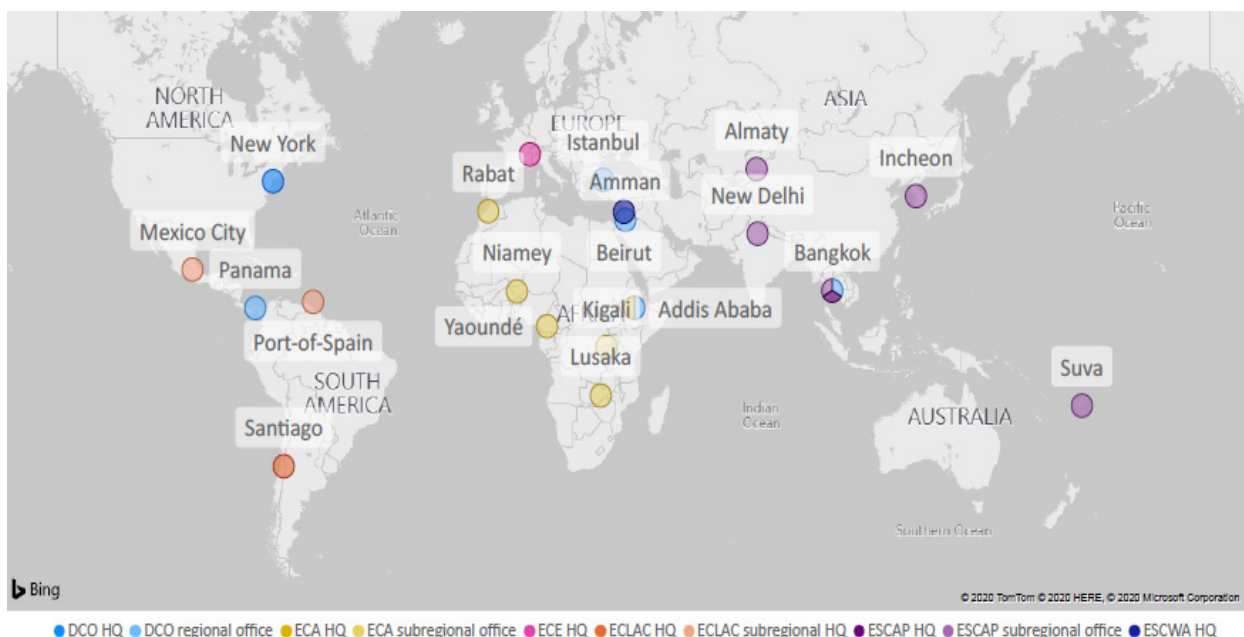 NORTH
AMERICA
ASIA
EUROPE
New York
Istanbul
Almaty
Incheon
Rabat
Amman
New Delhi
Atlantic
Ocean
Pacific
Ocean
Mexico City
Niamey
Beirut
Bangkok
Panama
AFRICA
Kigali
Addis Ababa
Yaoundé
Port-of-Spain
Lusaka
Suva
SOUTH
AMERICA
Indian
Ocean
AUSTRALIA
Santiago
Southern Ocean
Bing
© 2020 TomTom © 2020 HERE, © 2020 Microsoft Corporation
DCO HQ DCO regional office ECA HQ ECA subregional office ECE HQ ECLAC HQ ECLAC subregional HQ ESCAP HQ ESCAP subregional office ESCWA HQ